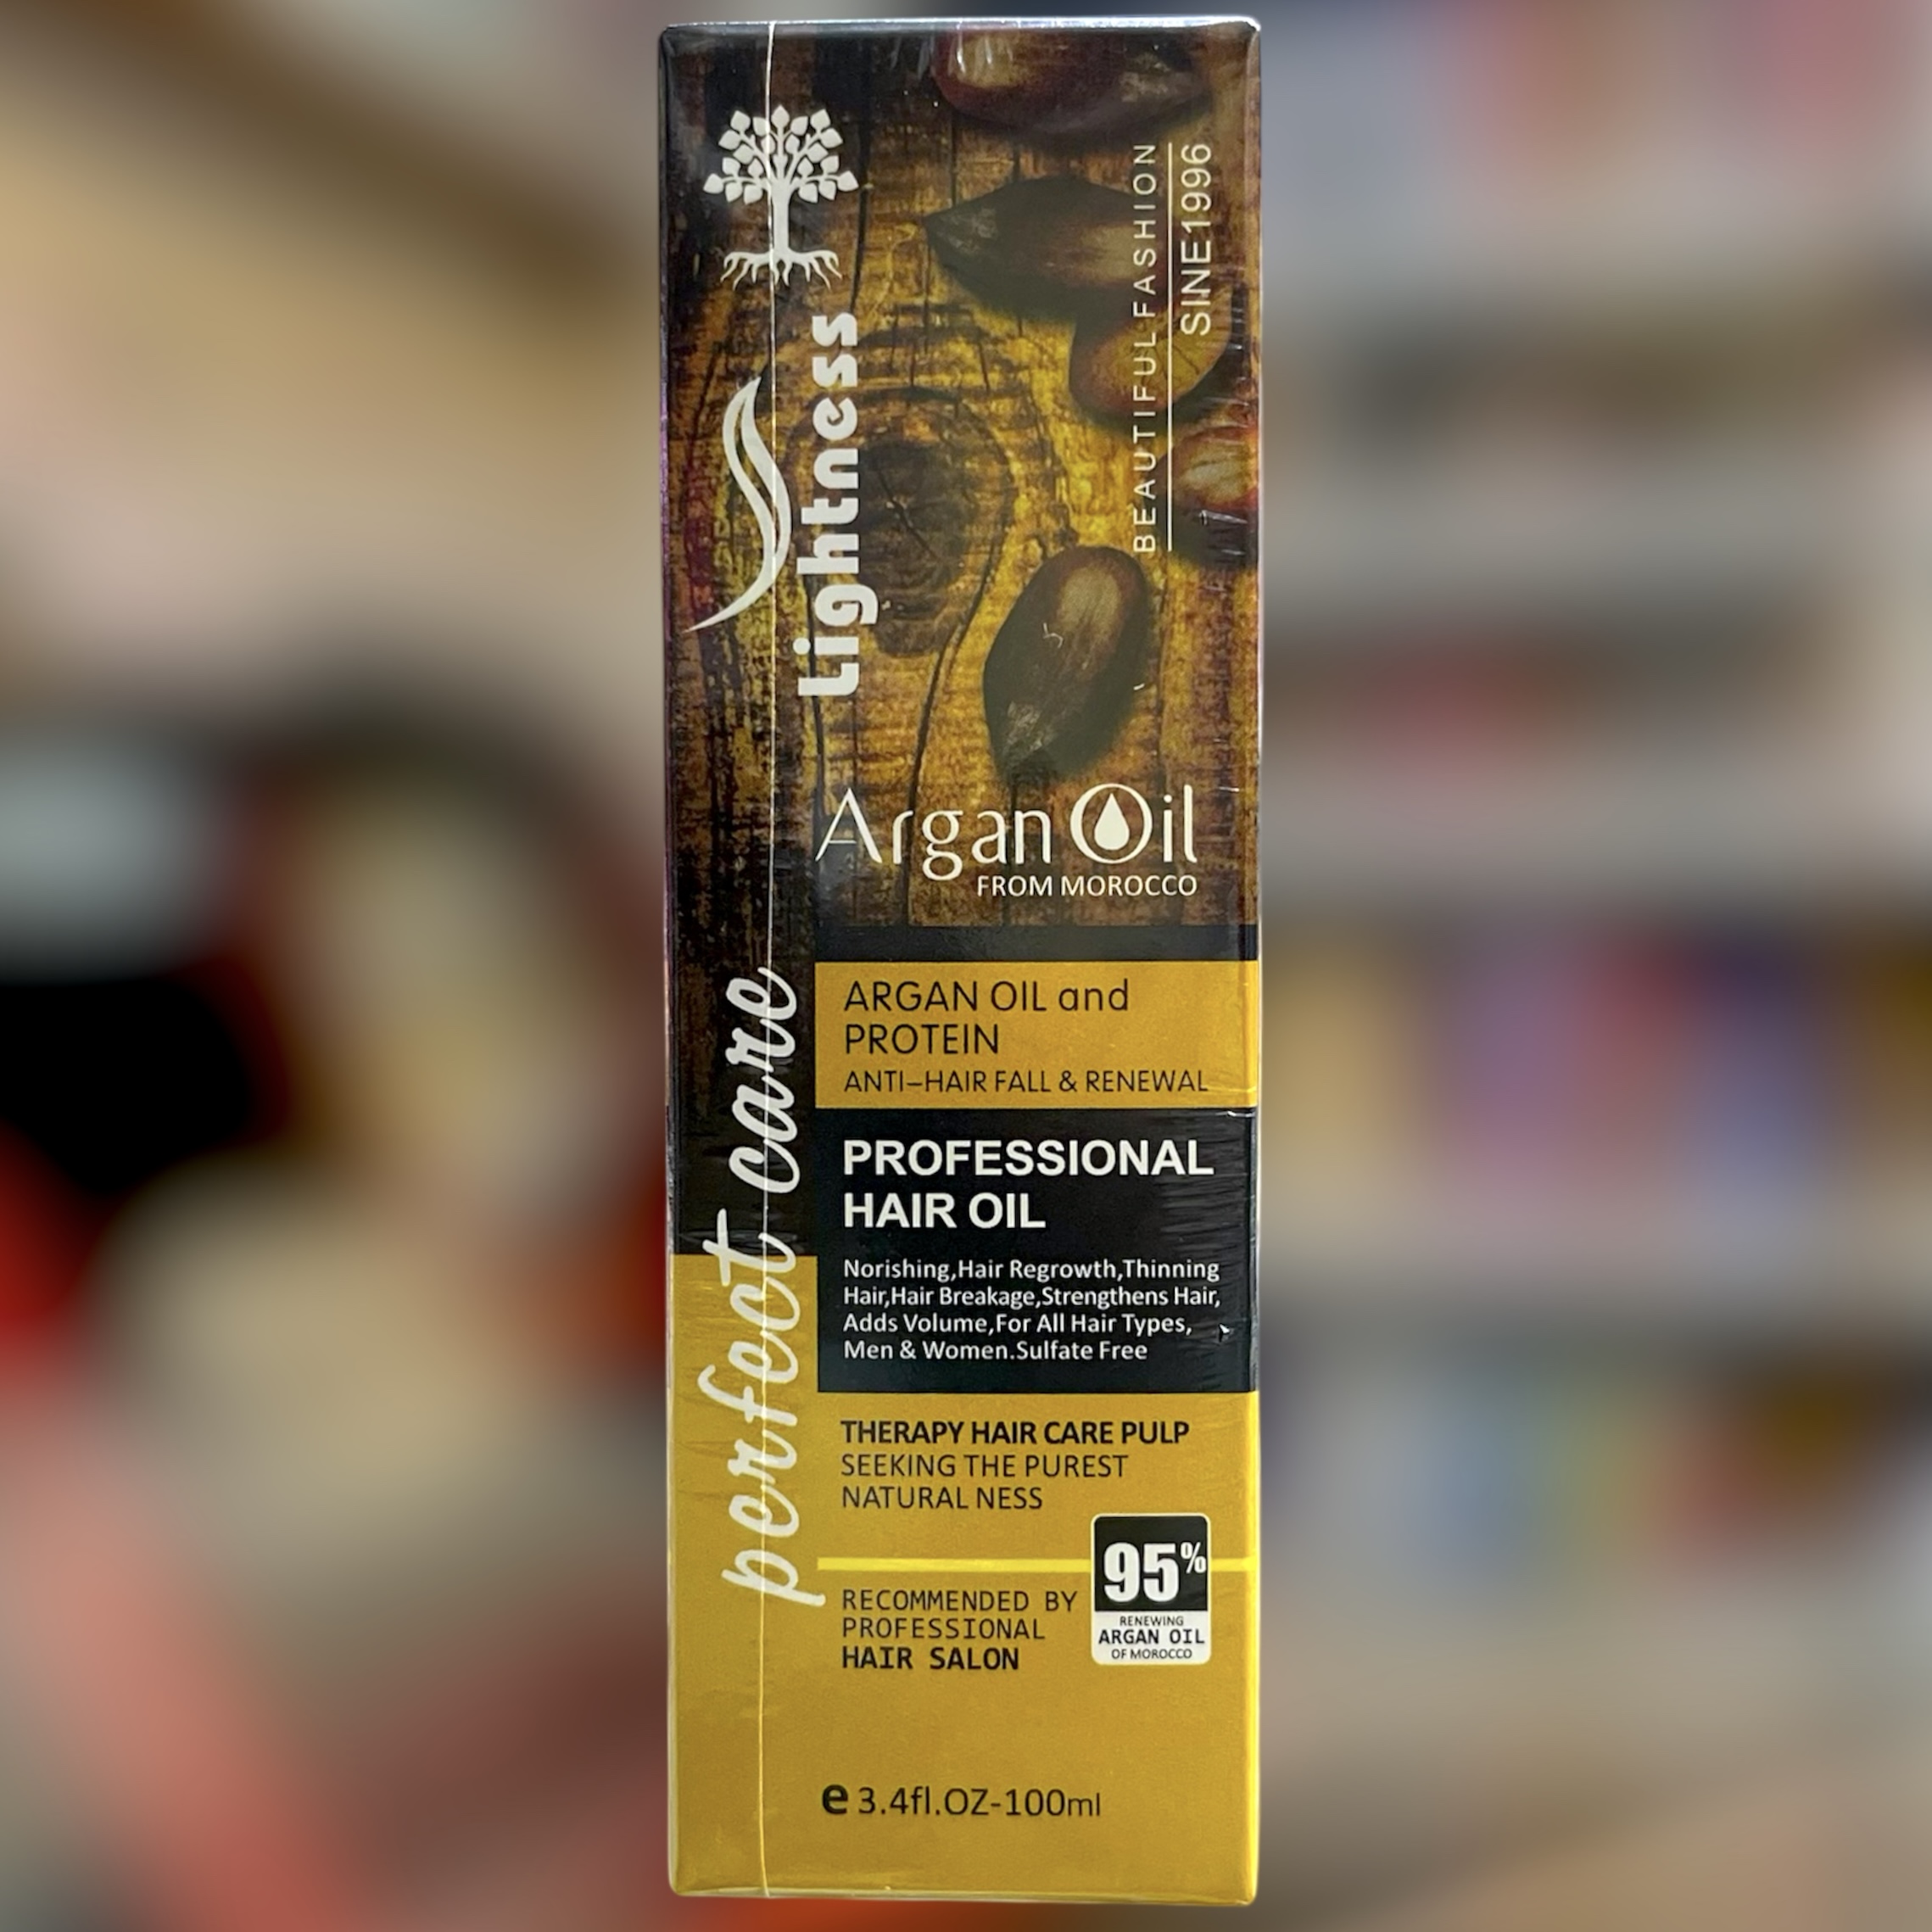 Lightness
BEAUTIFUL FASHION
SINE1996
Argan Oil
FROM MOROCCO
perfect care
ARGAN OIL and
PROTEIN
ANTI-HAIR FALL & RENEWAL
PROFESSIONAL
HAIR OIL
Norishing,Hair Regrowth,Thinning
Hair,Hair Breakage,Strengthens Hair,
Adds Volume,For All Hair Types,
Men & Women.Sulfate Free
THERAPY HAIR CARE PULP
SEEKING THE PUREST
NATURAL NESS
95%
RENEWING
ARGAN OIL
OF MOROCCO
RECOMMENDED BY
PROFESSIONAL
HAIR SALON
e 3.4fl.OZ-100ml